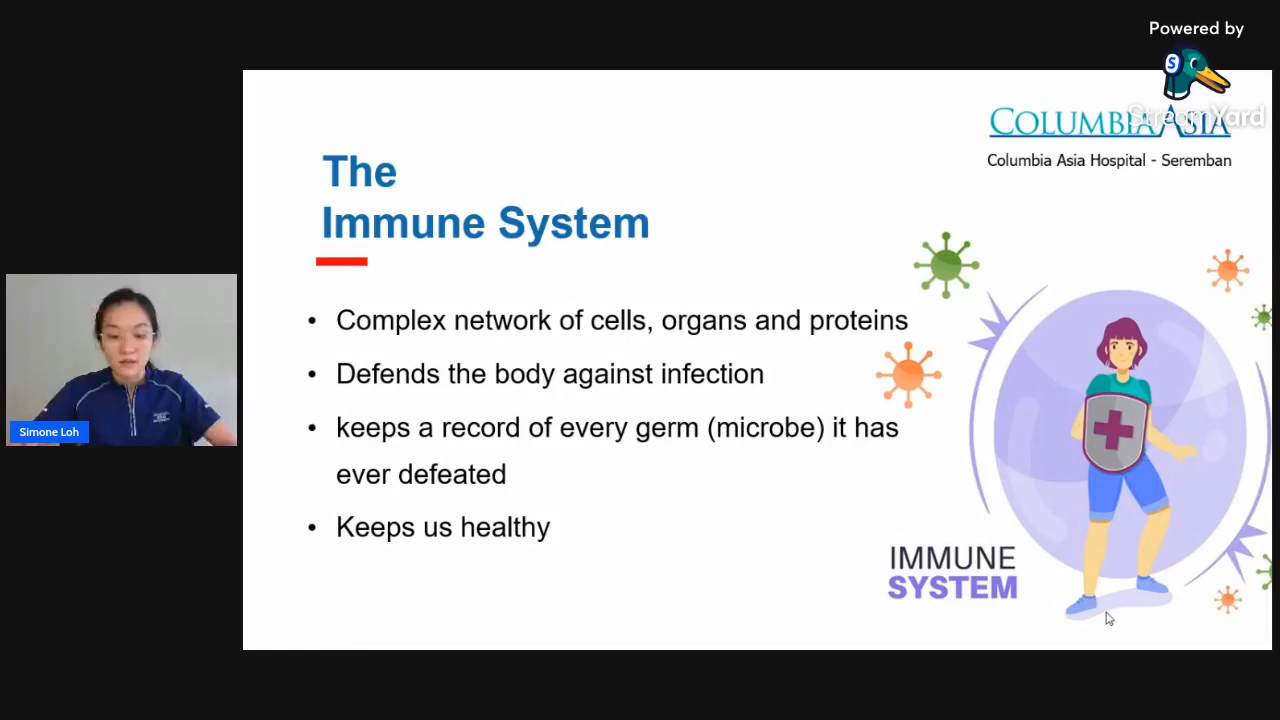 Powered by
StreamYard
COLUMBIA ASIA
Columbia Asia Hospital - Seremban
The
Immune System
• Complex network of cells, organs and proteins
• Defends the body against infection
• keeps a record of every germ (microbe) it has
ever defeated
• Keeps us healthy
IMMUNE
SYSTEM
Simone Loh